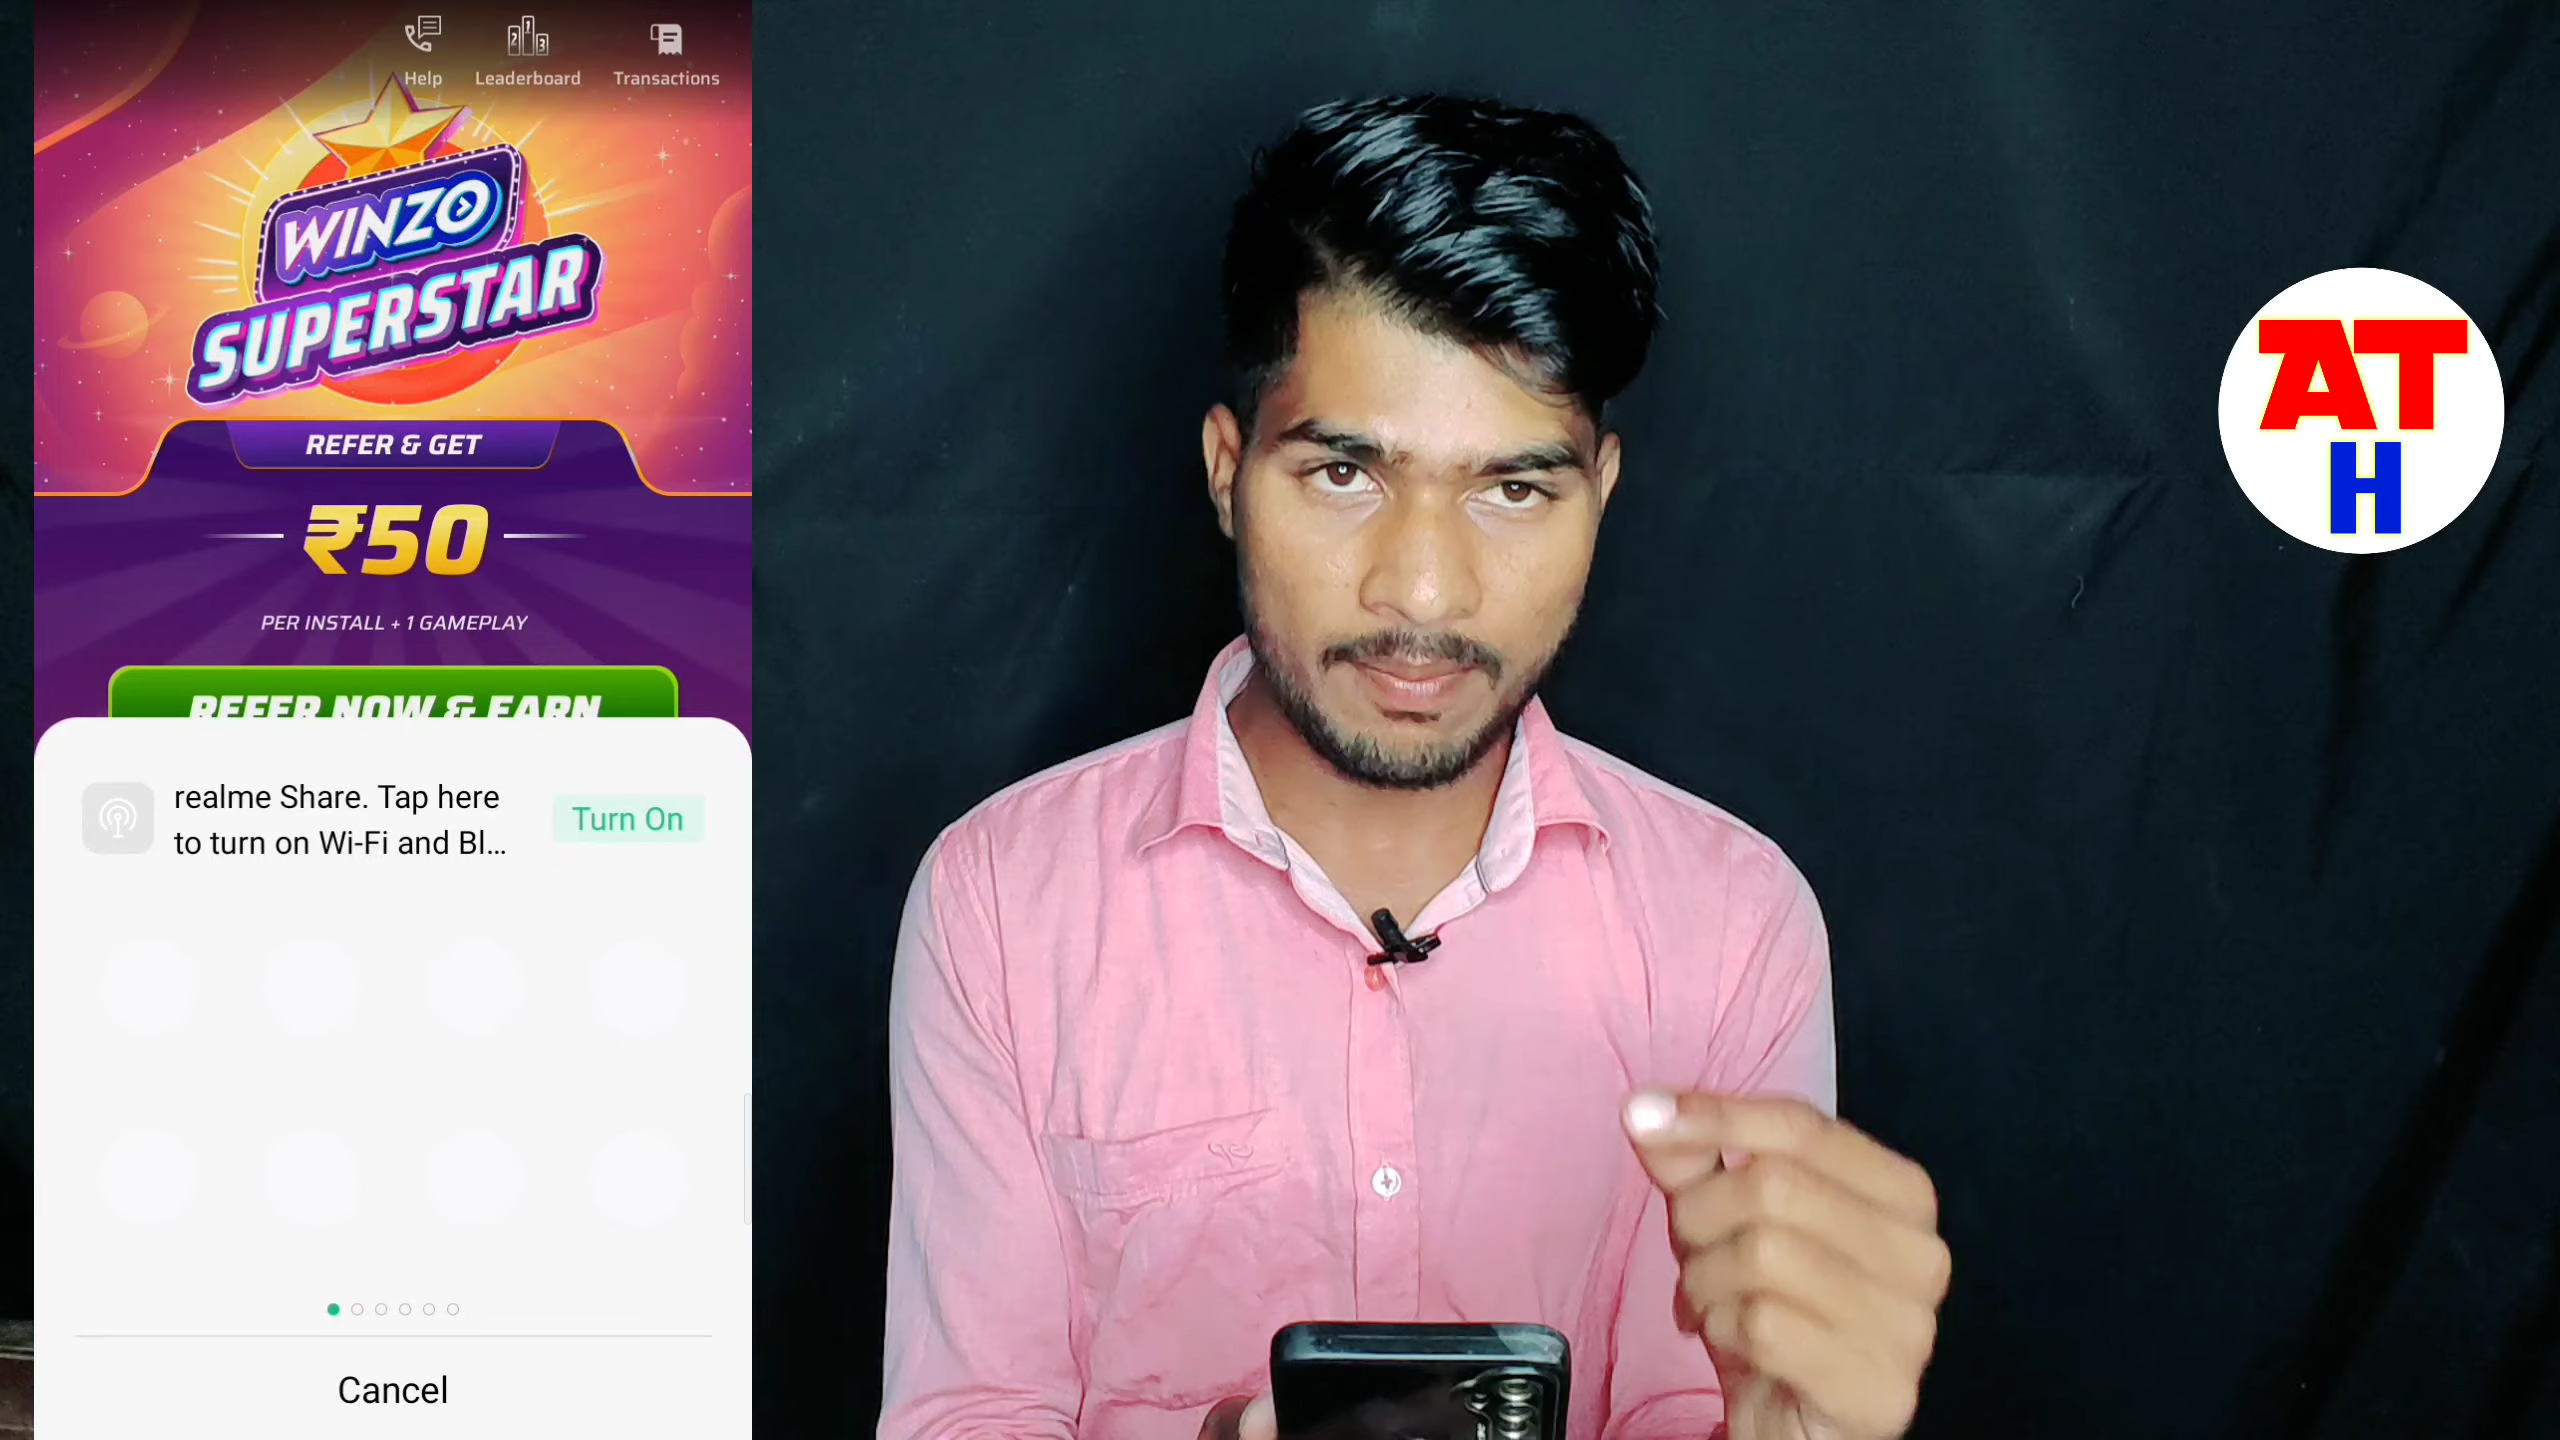 Help
Leaderboard
Transactions
WINZO
SUPERSTAR
REFER & GET
₹50
PER INSTALL + 1 GAMEPLAY
REFER NOW & EARN
realme Share. Tap here
to turn on Wi-Fi and Bl...
Turn On
Cancel
AT
H